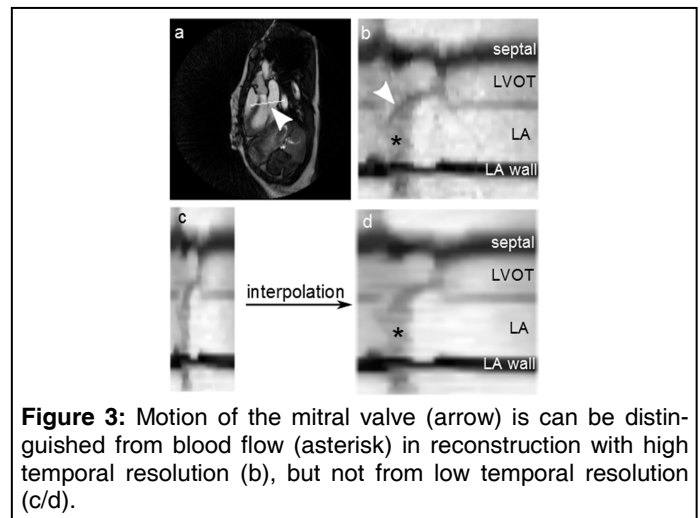 a
b
septal
LVOT
LA
*
LA wall
c
interpolation
d
septal
LVOT
LA
*
LA wall
Figure 3: Motion of the mitral valve (arrow) is can be distin-
guished from blood flow (asterisk) in reconstruction with high
temporal resolution (b), but not from low temporal resolution
(c/d).